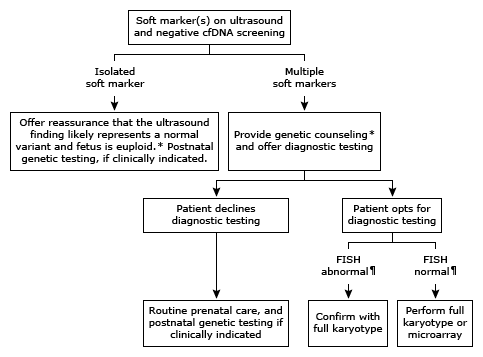 Soft marker(s) on ultrasound
and negative cfDNA screening
Isolated
soft marker
Multiple
soft markers
Offer reassurance that the ultrasound
finding likely represents a normal
variant and fetus is euploid.* Postnatal
genetic testing, if clinically indicated.
Provide genetic counseling*
and offer diagnostic testing
Patient declines
diagnostic testing
Patient opts for
diagnostic testing
FISH
abnormal¶
FISH
normal¶
Routine prenatal care, and
postnatal genetic testing if
clinically indicated
Confirm with
full karyotype
Perform full
karyotype or
microarray